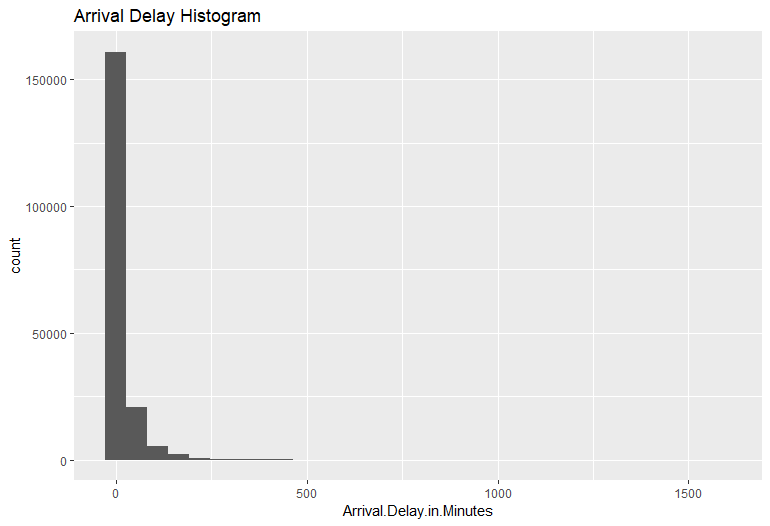 Arrival Delay Histogram
150000
100000
50000
0
count
0 500 1000 1500
Arrival.Delay.in.Minutes